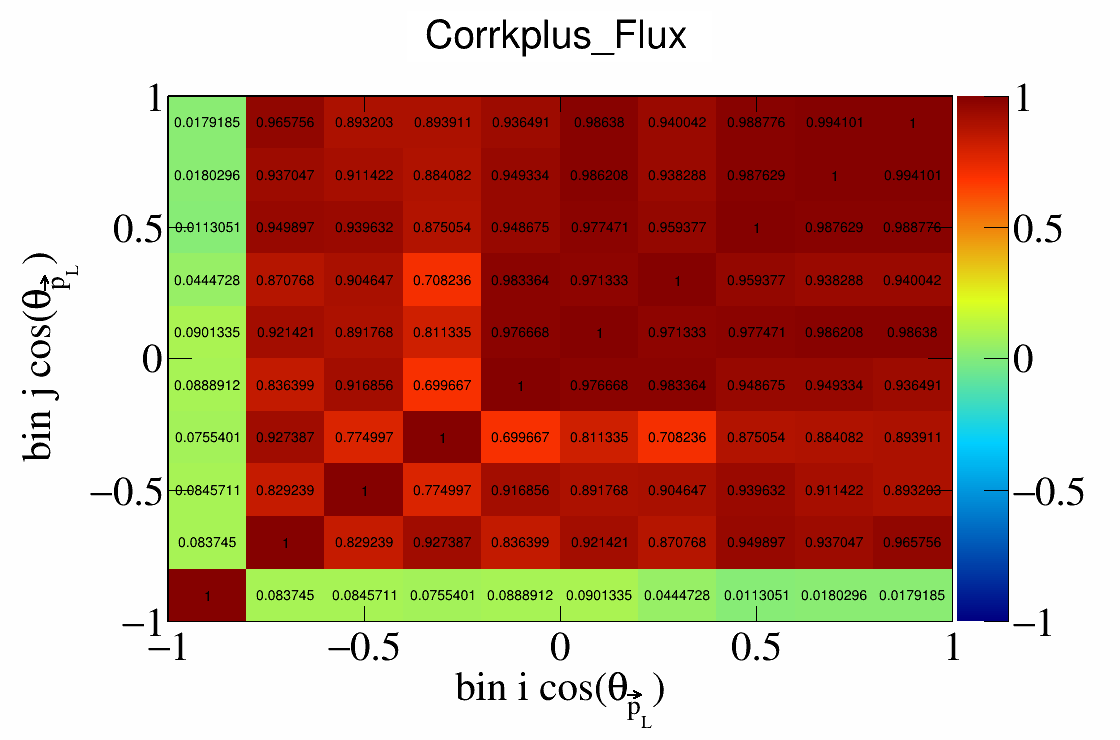 Corrkplus_Flux
1
0.0179185 0.965756 0.893203 0.893911 0.936491 0.98638 0.940042 0.988776 0.994101 1
1
0.0180296 0.937047 0.911422 0.884082 0.949334 0.986208 0.938288 0.987629 1 0.994101
0.5
0.0113051 0.949897 0.939632 0.875054 0.948675 0.977471 0.959377 1 0.987629 0.988776
0.5
0.0444728 0.870768 0.904647 0.708236 0.983364 0.971333 1 0.959377 0.938288 0.940042
0.0901335 0.921421 0.891768 0.811335 0.976668 1 0.971333 0.977471 0.986208 0.98638
0
0
0.0888912 0.836399 0.916856 0.699667 1 0.976668 0.983364 0.948675 0.949334 0.936491
0.0755401 0.927387 0.774997 1 0.699667 0.811335 0.708236 0.875054 0.884082 0.893911
−0.5
0.0845711 0.829239 1 0.774997 0.916856 0.891768 0.904647 0.939632 0.911422 0.893203
−0.5
0.083745 1 0.829239 0.927387 0.836399 0.921421 0.870768 0.949897 0.937047 0.965756
1 0.083745 0.0845711 0.0755401 0.0888912 0.0901335 0.0444728 0.0113051 0.0180296 0.0179185
−1
−1
−1 −0.5 0 0.5 1
bin i cos(θp⃗L)
bin j cos(θp⃗L)